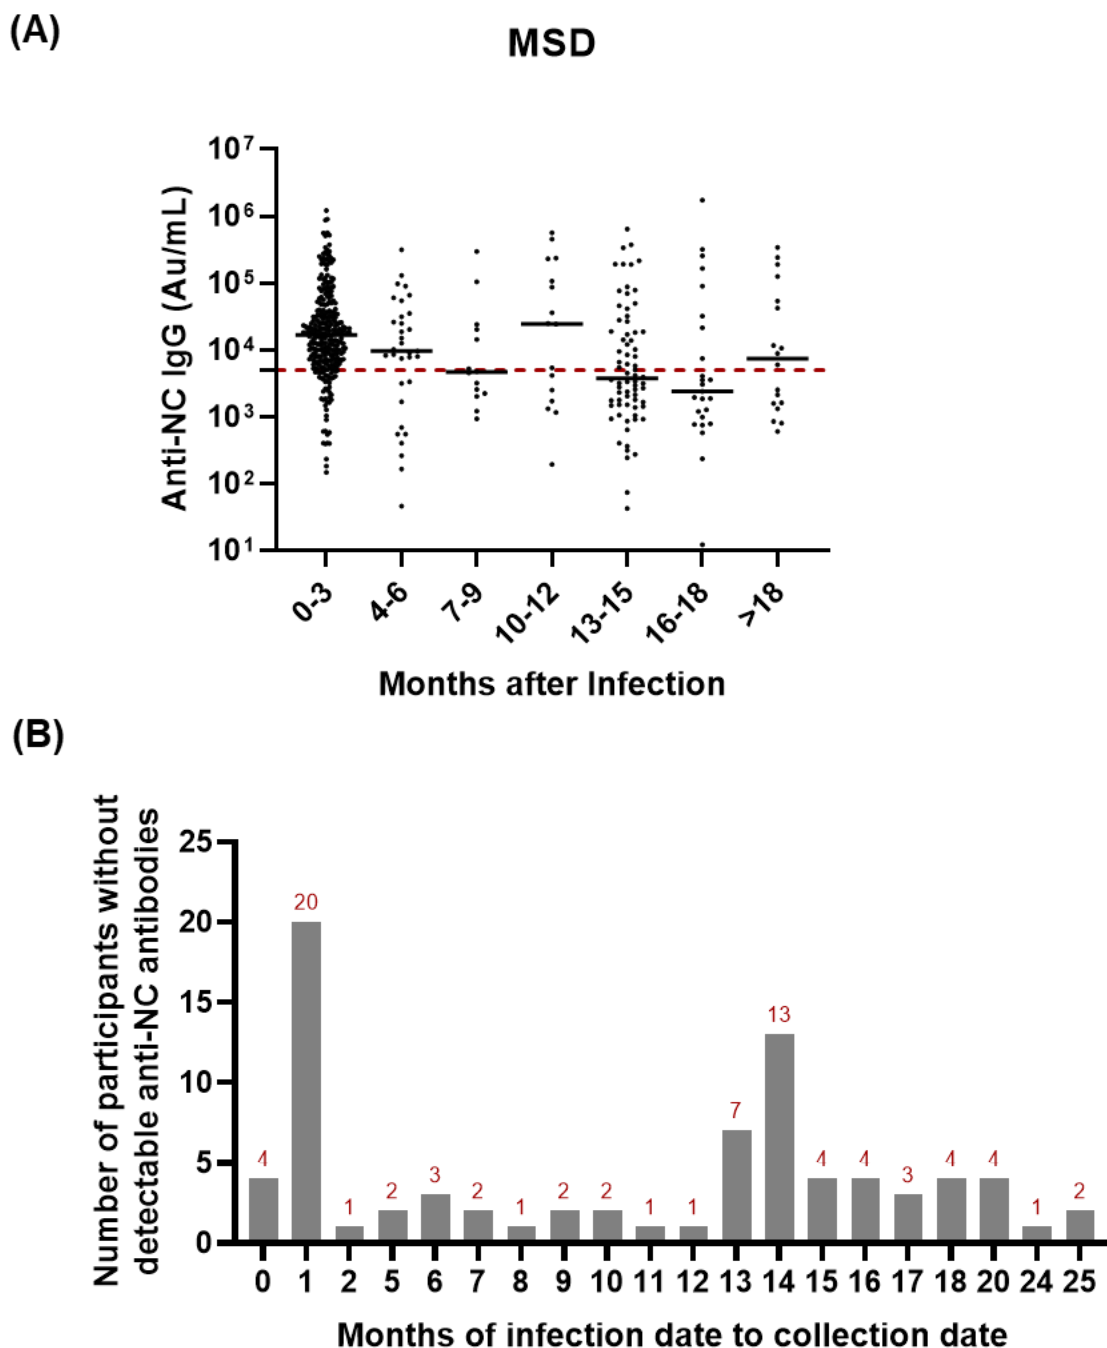 (A)
MSD
Anti-NC IgG (Au/mL)
10⁷
10⁶
10⁵
10⁴
10³
10²
10¹
0-3 4-6 7-9 10-12 13-15 16-18 >18
Months after Infection
(B)
Number of participants without
detectable anti-NC antibodies
25
20
15
10
5
0
4 20 1 2 3 2 1 2 2 1 1 7 13 4 4 3 4 4 1 2
0 1 2 5 6 7 8 9 10 11 12 13 14 15 16 17 18 20 24 25
Months of infection date to collection date